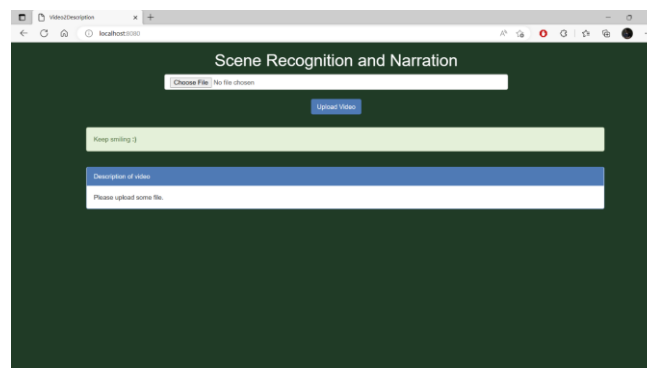 Video2Description
localhost:8080
Scene Recognition and Narration
Choose File No file chosen
Upload Video
Keep smiling :)
Description of video
Please upload some file.